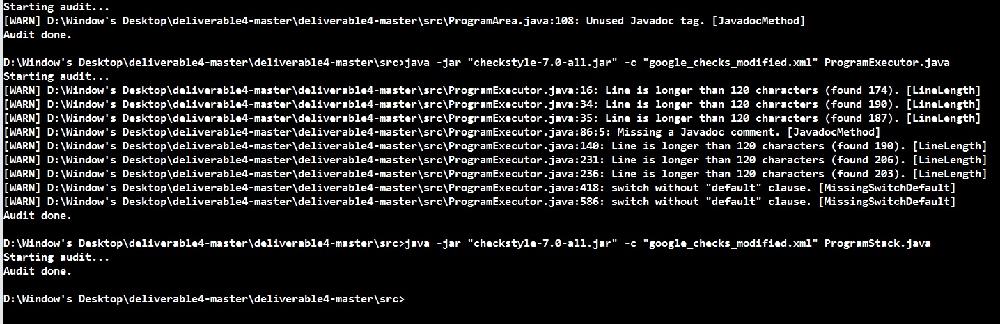 Starting audit...
[WARN] D:\Window's Desktop\deliverable4-master\deliverable4-master\src\ProgramArea.java:108: Unused Javadoc tag. [JavadocMethod]
Audit done.
D:\Window's Desktop\deliverable4-master\deliverable4-master\src>java -jar "checkstyle-7.0-all.jar" -c "google_checks_modified.xml" ProgramExecutor.java
Starting audit...
[WARN] D:\Window's Desktop\deliverable4-master\deliverable4-master\src\ProgramExecutor.java:16: Line is longer than 120 characters (found 174). [LineLength]
[WARN] D:\Window's Desktop\deliverable4-master\deliverable4-master\src\ProgramExecutor.java:34: Line is longer than 120 characters (found 190). [LineLength]
[WARN] D:\Window's Desktop\deliverable4-master\deliverable4-master\src\ProgramExecutor.java:35: Line is longer than 120 characters (found 187). [LineLength]
[WARN] D:\Window's Desktop\deliverable4-master\deliverable4-master\src\ProgramExecutor.java:86:5: Missing a Javadoc comment. [JavadocMethod]
[WARN] D:\Window's Desktop\deliverable4-master\deliverable4-master\src\ProgramExecutor.java:140: Line is longer than 120 characters (found 190). [LineLength]
[WARN] D:\Window's Desktop\deliverable4-master\deliverable4-master\src\ProgramExecutor.java:231: Line is longer than 120 characters (found 206). [LineLength]
[WARN] D:\Window's Desktop\deliverable4-master\deliverable4-master\src\ProgramExecutor.java:236: Line is longer than 120 characters (found 203). [LineLength]
[WARN] D:\Window's Desktop\deliverable4-master\deliverable4-master\src\ProgramExecutor.java:418: switch without "default" clause. [MissingSwitchDefault]
[WARN] D:\Window's Desktop\deliverable4-master\deliverable4-master\src\ProgramExecutor.java:586: switch without "default" clause. [MissingSwitchDefault]
Audit done.
D:\Window's Desktop\deliverable4-master\deliverable4-master\src>java -jar "checkstyle-7.0-all.jar" -c "google_checks_modified.xml" ProgramStack.java
Starting audit...
Audit done.
D:\Window's Desktop\deliverable4-master\deliverable4-master\src>